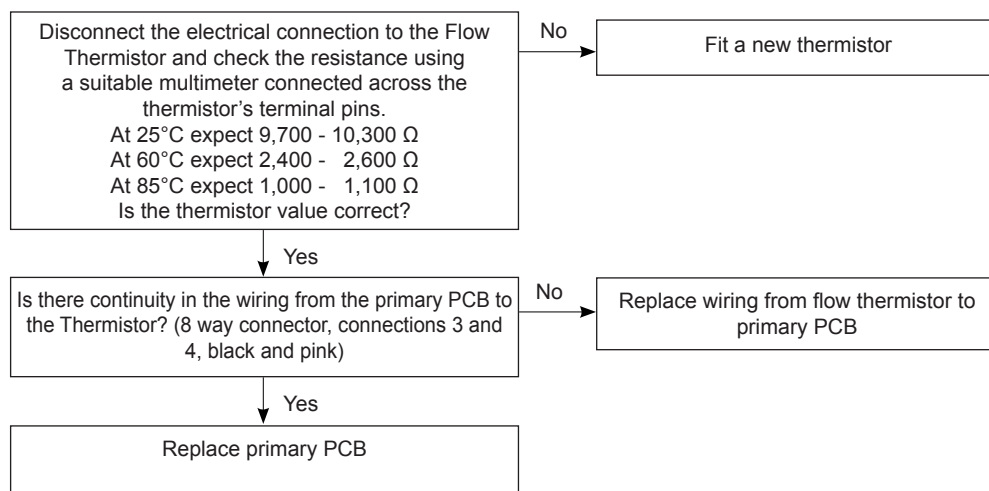 Disconnect the electrical connection to the Flow
Thermistor and check the resistance using
a suitable multimeter connected across the
thermistor’s terminal pins.
At 25°C expect 9,700 - 10,300 Ω
At 60°C expect 2,400 - 2,600 Ω
At 85°C expect 1,000 - 1,100 Ω
Is the thermistor value correct?
No
Fit a new thermistor
Yes
Is there continuity in the wiring from the primary PCB to
the Thermistor? (8 way connector, connections 3 and
4, black and pink)
No
Replace wiring from flow thermistor to
primary PCB
Yes
Replace primary PCB